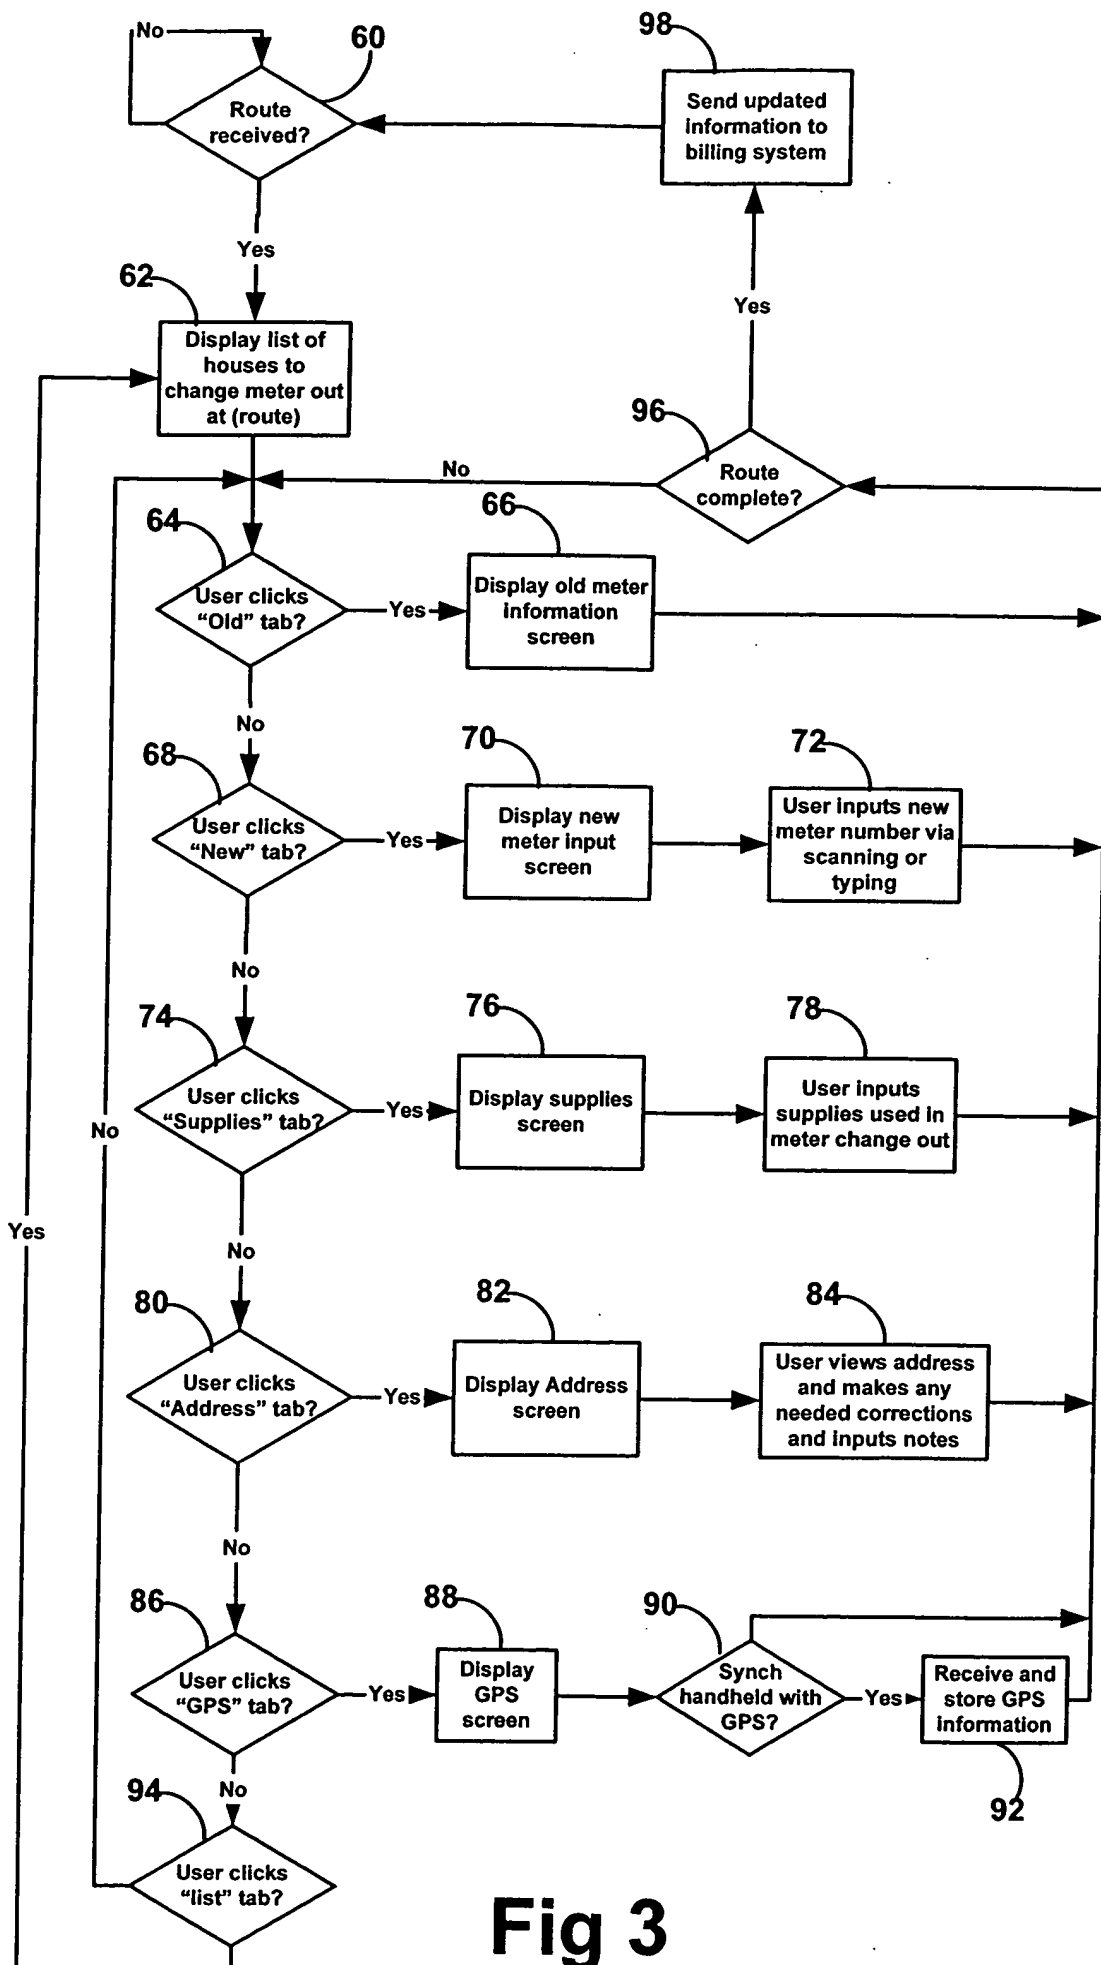 No
60
98
Route
received?
Send updated
information to
billing system
Yes
62
Yes
Display list of
houses to
change meter out
at (route)
96
No
Route
complete?
64
66
User clicks
“Old” tab?
Yes
Display old meter
information
screen
No
68
70
72
User clicks
“New” tab?
Yes
Display new
meter input
screen
User inputs new
meter number via
scanning or
typing
No
74
76
78
User clicks
“Supplies” tab?
Yes
Display supplies
screen
User inputs
supplies used in
meter change out
No
Yes
No
80
82
84
User clicks
“Address” tab?
Yes
Display Address
screen
User views address
and makes any
needed corrections
and inputs notes
No
86
88
90
User clicks
“GPS” tab?
Yes
Display
GPS
screen
Synch
handheld with
GPS?
Yes
Receive and
store GPS
information
92
No
94
User clicks
“list” tab?
Fig 3